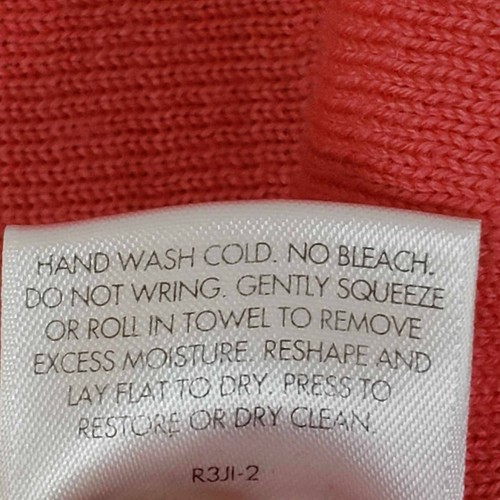 HAND WASH COLD. NO BLEACH.
DO NOT WRING. GENTLY SQUEEZE
OR ROLL IN TOWEL TO REMOVE
EXCESS MOISTURE. RESHAPE AND
LAY FLAT TO DRY. PRESS TO
RESTORE OR DRY CLEAN.
R3J1-2